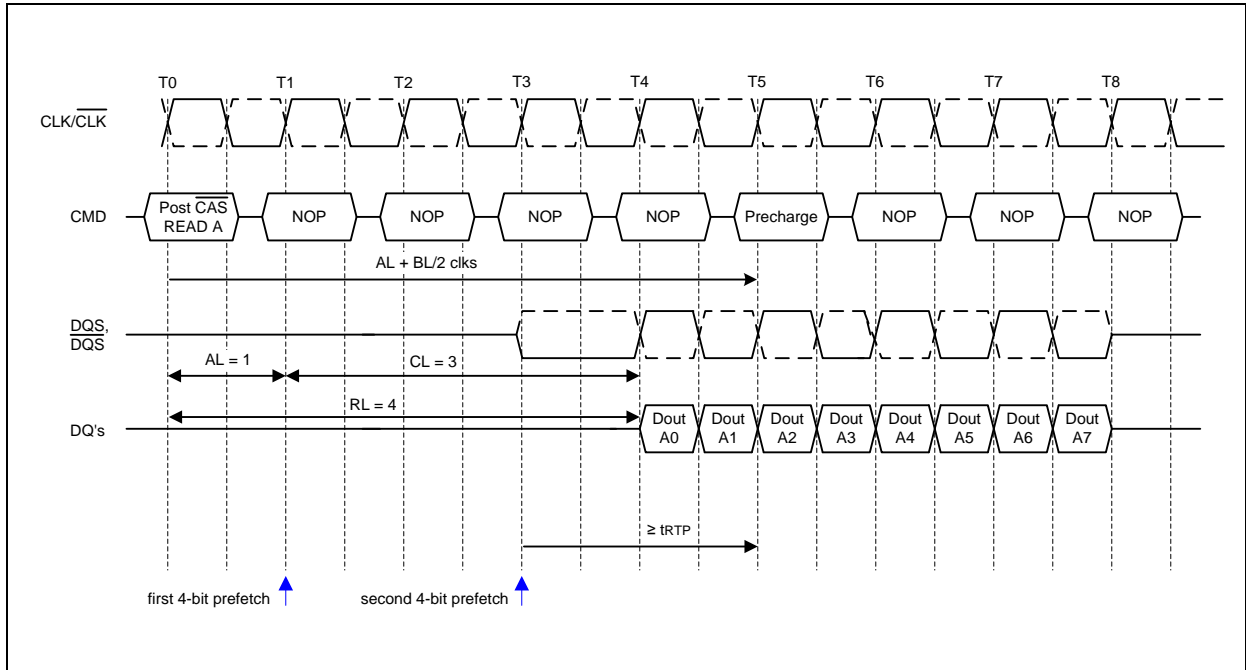 T0 T1 T2 T3 T4 T5 T6 T7 T8
CLK/CLK
CMD
Post CAS
READ A
NOP NOP NOP NOP Precharge NOP NOP NOP
AL + BL/2 clks
DQS,
DQS
AL = 1 CL = 3
RL = 4
DQ's
Dout Dout Dout Dout Dout Dout Dout Dout
A0 A1 A2 A3 A4 A5 A6 A7
≥ tRTP
first 4-bit prefetch second 4-bit prefetch